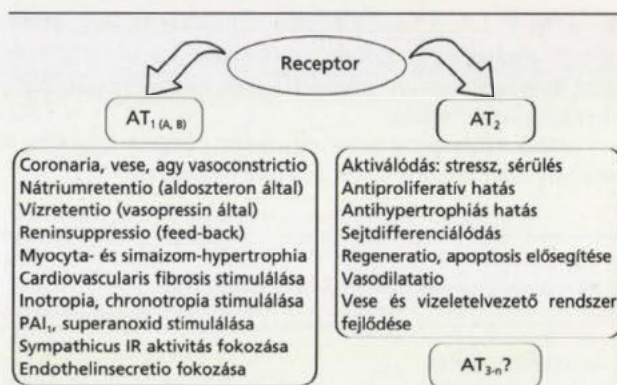 Receptor
AT1 (A, B)
Coronaria, vese, agy vasoconstrictio
Nátriumretentio (aldoszteron által)
Vízretentio (vasopressin által)
Reninsuppressio (feed-back)
Myocyta- és simaizom-hypertrophia
Cardiovascularis fibrosis stimulálása
Inotropia, chronotropia stimulálása
PAI1, superanoxid stimulálása
Sympathicus IR aktivitás fokozása
Endothelinsecretio fokozása
AT2
Aktiválódás: stressz, sérülés
Antiproliferatív hatás
Antihypertrophiás hatás
Sejtdifferenciálódás
Regeneratio, apoptosis elősegítése
Vasodilatatio
Vese és vizeletelvezető rendszer
fejlődése
AT3-n?